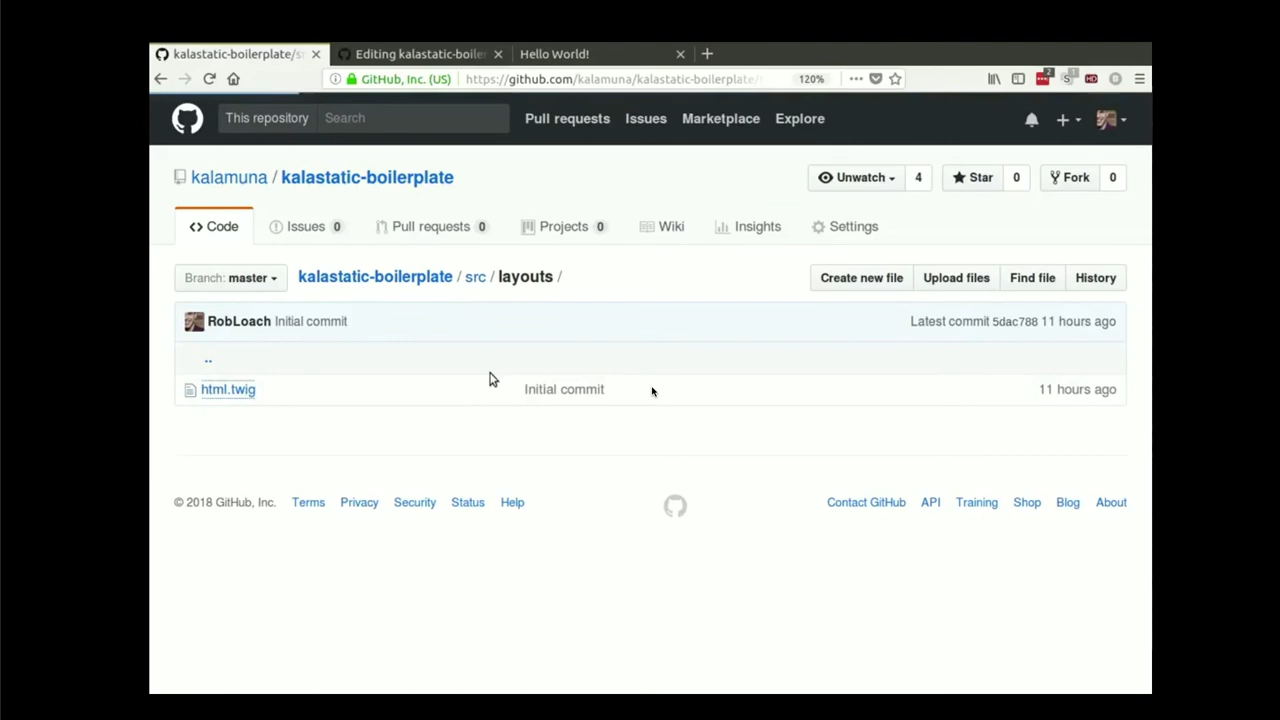 kalastatic-boilerplate/s
Editing kalastatic-boiler
Hello World!
GitHub, Inc. (US) https://github.com/kalamuna/kalastatic-boilerplate/ 120%
This repository Search Pull requests Issues Marketplace Explore
kalamuna / kalastatic-boilerplate Unwatch 4 Star 0 Fork 0
Code Issues 0 Pull requests 0 Projects 0 Wiki Insights Settings
Branch: master kalastatic-boilerplate / src / layouts / Create new file Upload files Find file History
RobLoach Initial commit Latest commit 5dac788 11 hours ago
..
html.twig Initial commit 11 hours ago
© 2018 GitHub, Inc. Terms Privacy Security Status Help Contact GitHub API Training Shop Blog About